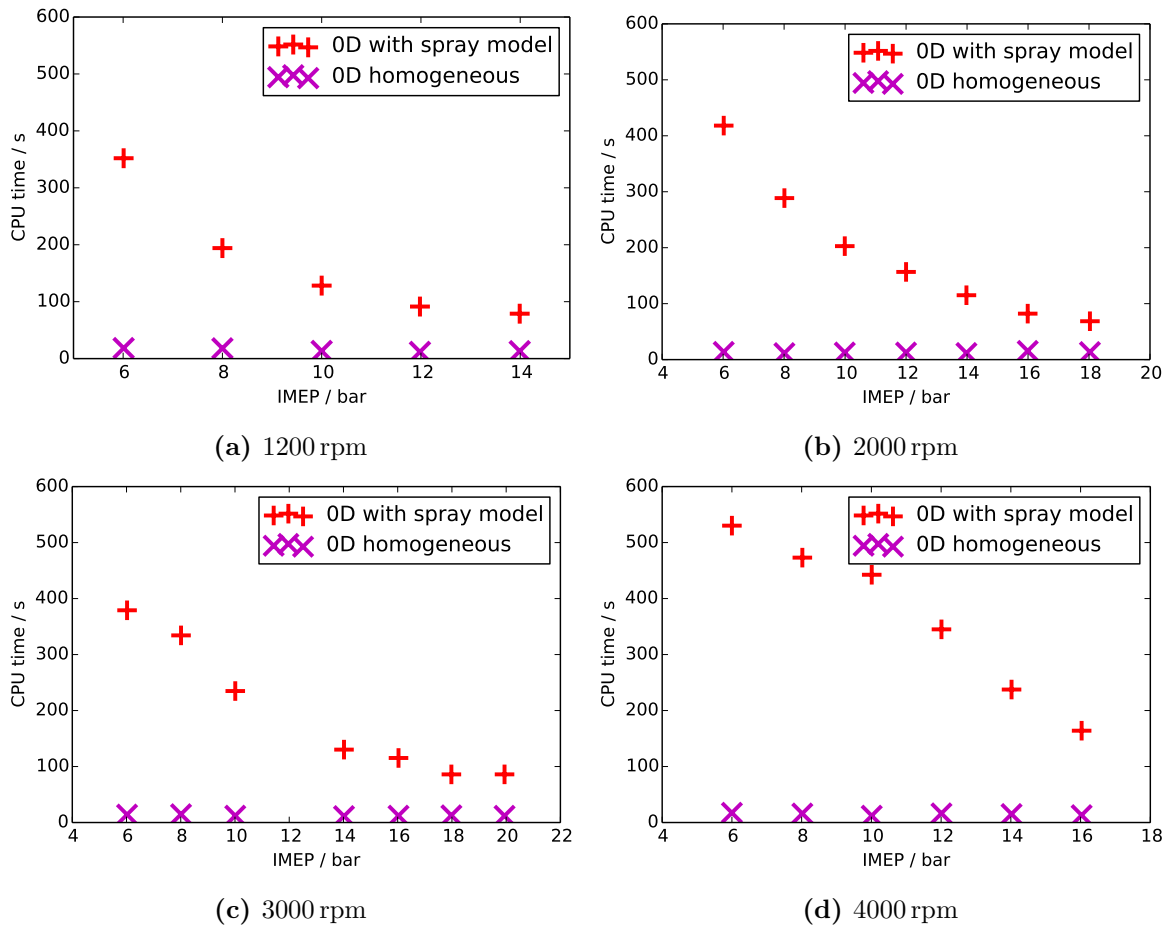 600
500
400
300
200
100
0
CPU time / s
0D with spray model
0D homogeneous
6 8 10 12 14
IMEP / bar
(a) 1200 rpm
600
500
400
300
200
100
0
CPU time / s
0D with spray model
0D homogeneous
4 6 8 10 12 14 16 18 20
IMEP / bar
(b) 2000 rpm
600
500
400
300
200
100
0
CPU time / s
0D with spray model
0D homogeneous
4 6 8 10 12 14 16 18 20 22
IMEP / bar
(c) 3000 rpm
600
500
400
300
200
100
0
CPU time / s
0D with spray model
0D homogeneous
4 6 8 10 12 14 16 18
IMEP / bar
(d) 4000 rpm